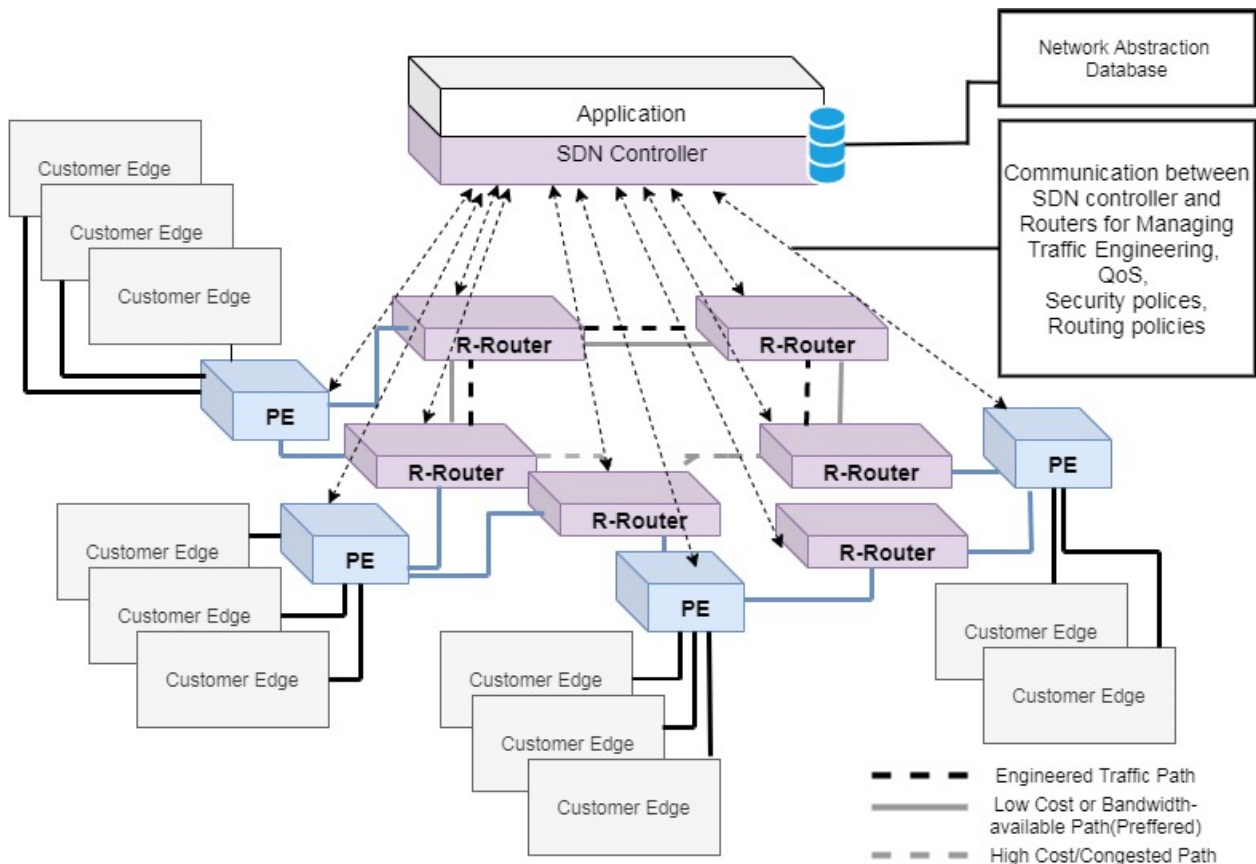 Network Abstraction
Database
Application
SDN Controller
Communication between
SDN controller and
Routers for Managing
Traffic Engineering,
QoS,
Security polices,
Routing policies
Customer Edge
Customer Edge
Customer Edge
R-Router
R-Router
PE
R-Router
R-Router
PE
R-Router
R-Router
Customer Edge
PE
Customer Edge
Customer Edge
PE
Customer Edge
Customer Edge
Customer Edge
Customer Edge
Customer Edge
Engineered Traffic Path
Low Cost or Bandwidth-
available Path(Preffered)
High Cost/Congested Path